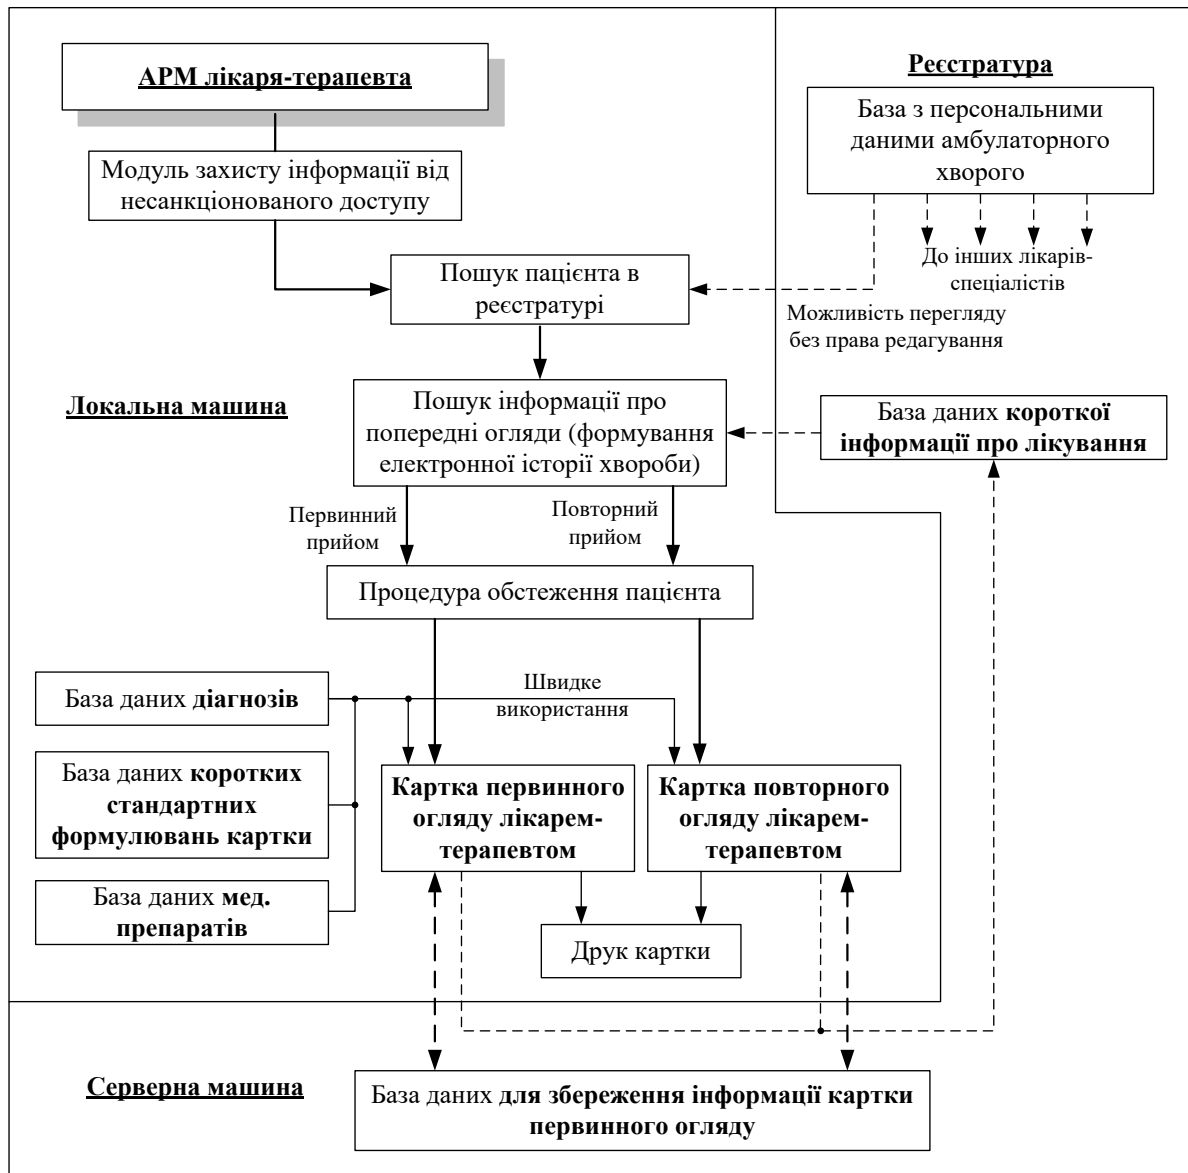 АРМ лікаря-терапевта
Реєстратура
База з персональними
даними амбулаторного
хворого
Модуль захисту інформації від
несанкціонованого доступу
До інших лікарів-
спеціалістів
Пошук пацієнта в
реєстратурі
Можливість перегляду
без права редагування
Локальна машина
Пошук інформації про
попередні огляди (формування
електронної історії хвороби)
База даних короткої
інформації про лікування
Первинний
прийом
Повторний
прийом
Процедура обстеження пацієнта
База даних діагнозів
Швидке
використання
База даних коротких
стандартних
формулювань картки
Картка первинного
огляду лікарем-
терапевтом
Картка повторного
огляду лікарем-
терапевтом
База даних мед.
препаратів
Друк картки
Серверна машина
База даних для збереження інформації картки
первинного огляду